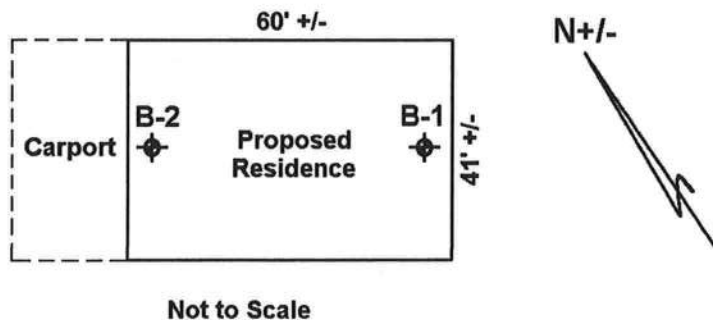 60' +/-
N+/-
B-2
B-1
Carport
Proposed
Residence
41' +/-
Not to Scale